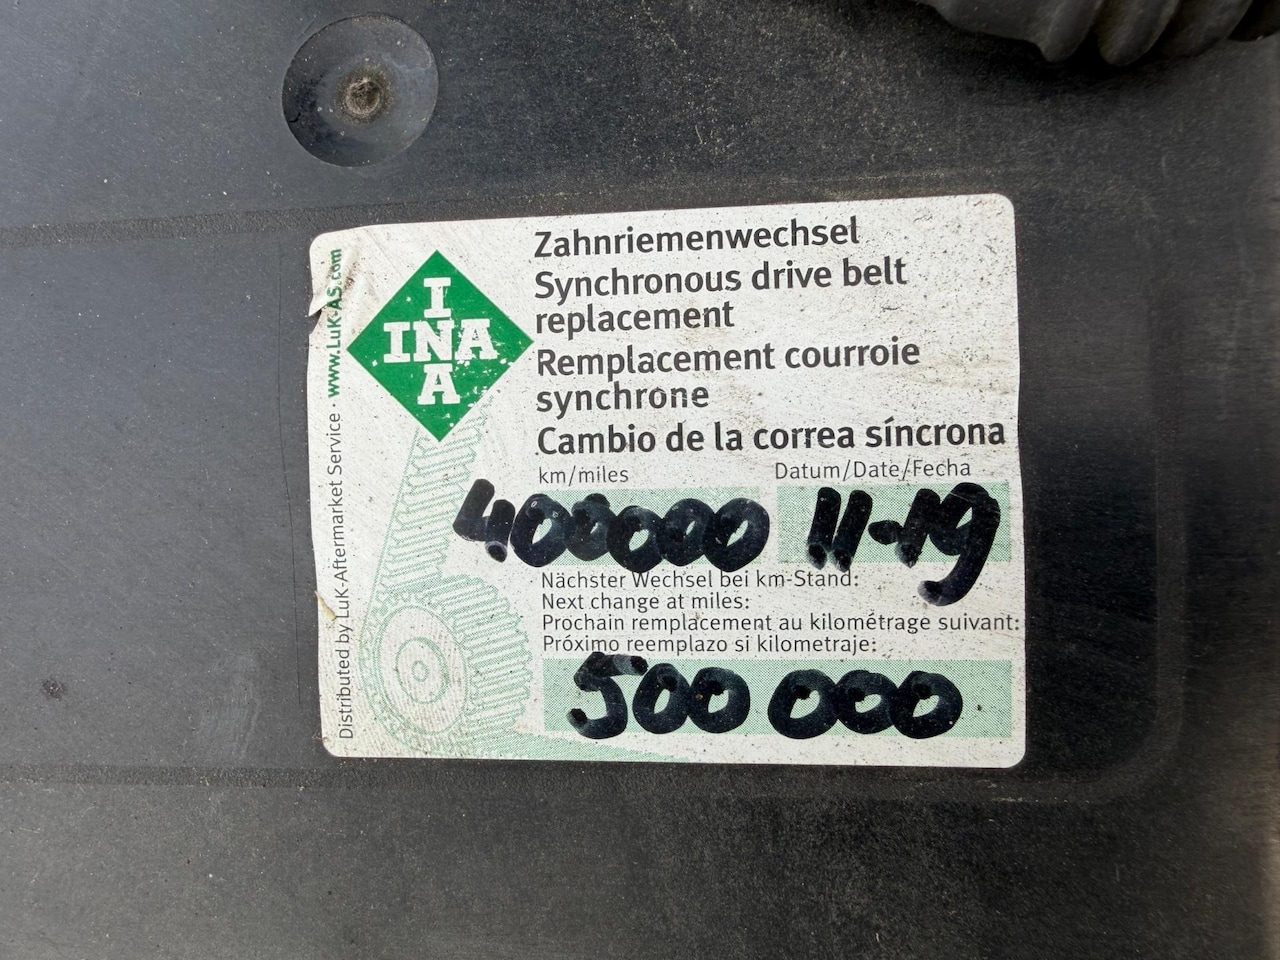 INA
INA
Zahnriemenwechsel
Synchronous drive belt
replacement
Remplacement courroie
synchrone
Cambio de la correa síncrona
km/miles Datum/Date/Fecha
400000 11-19
Nächster Wechsel bei km-Stand:
Next change at miles:
Prochain remplacement au kilométrage suivant:
Próximo reemplazo si kilometraje:
500 000
Distributed by LuK-Aftermarket Service · www.LuK-AS.com